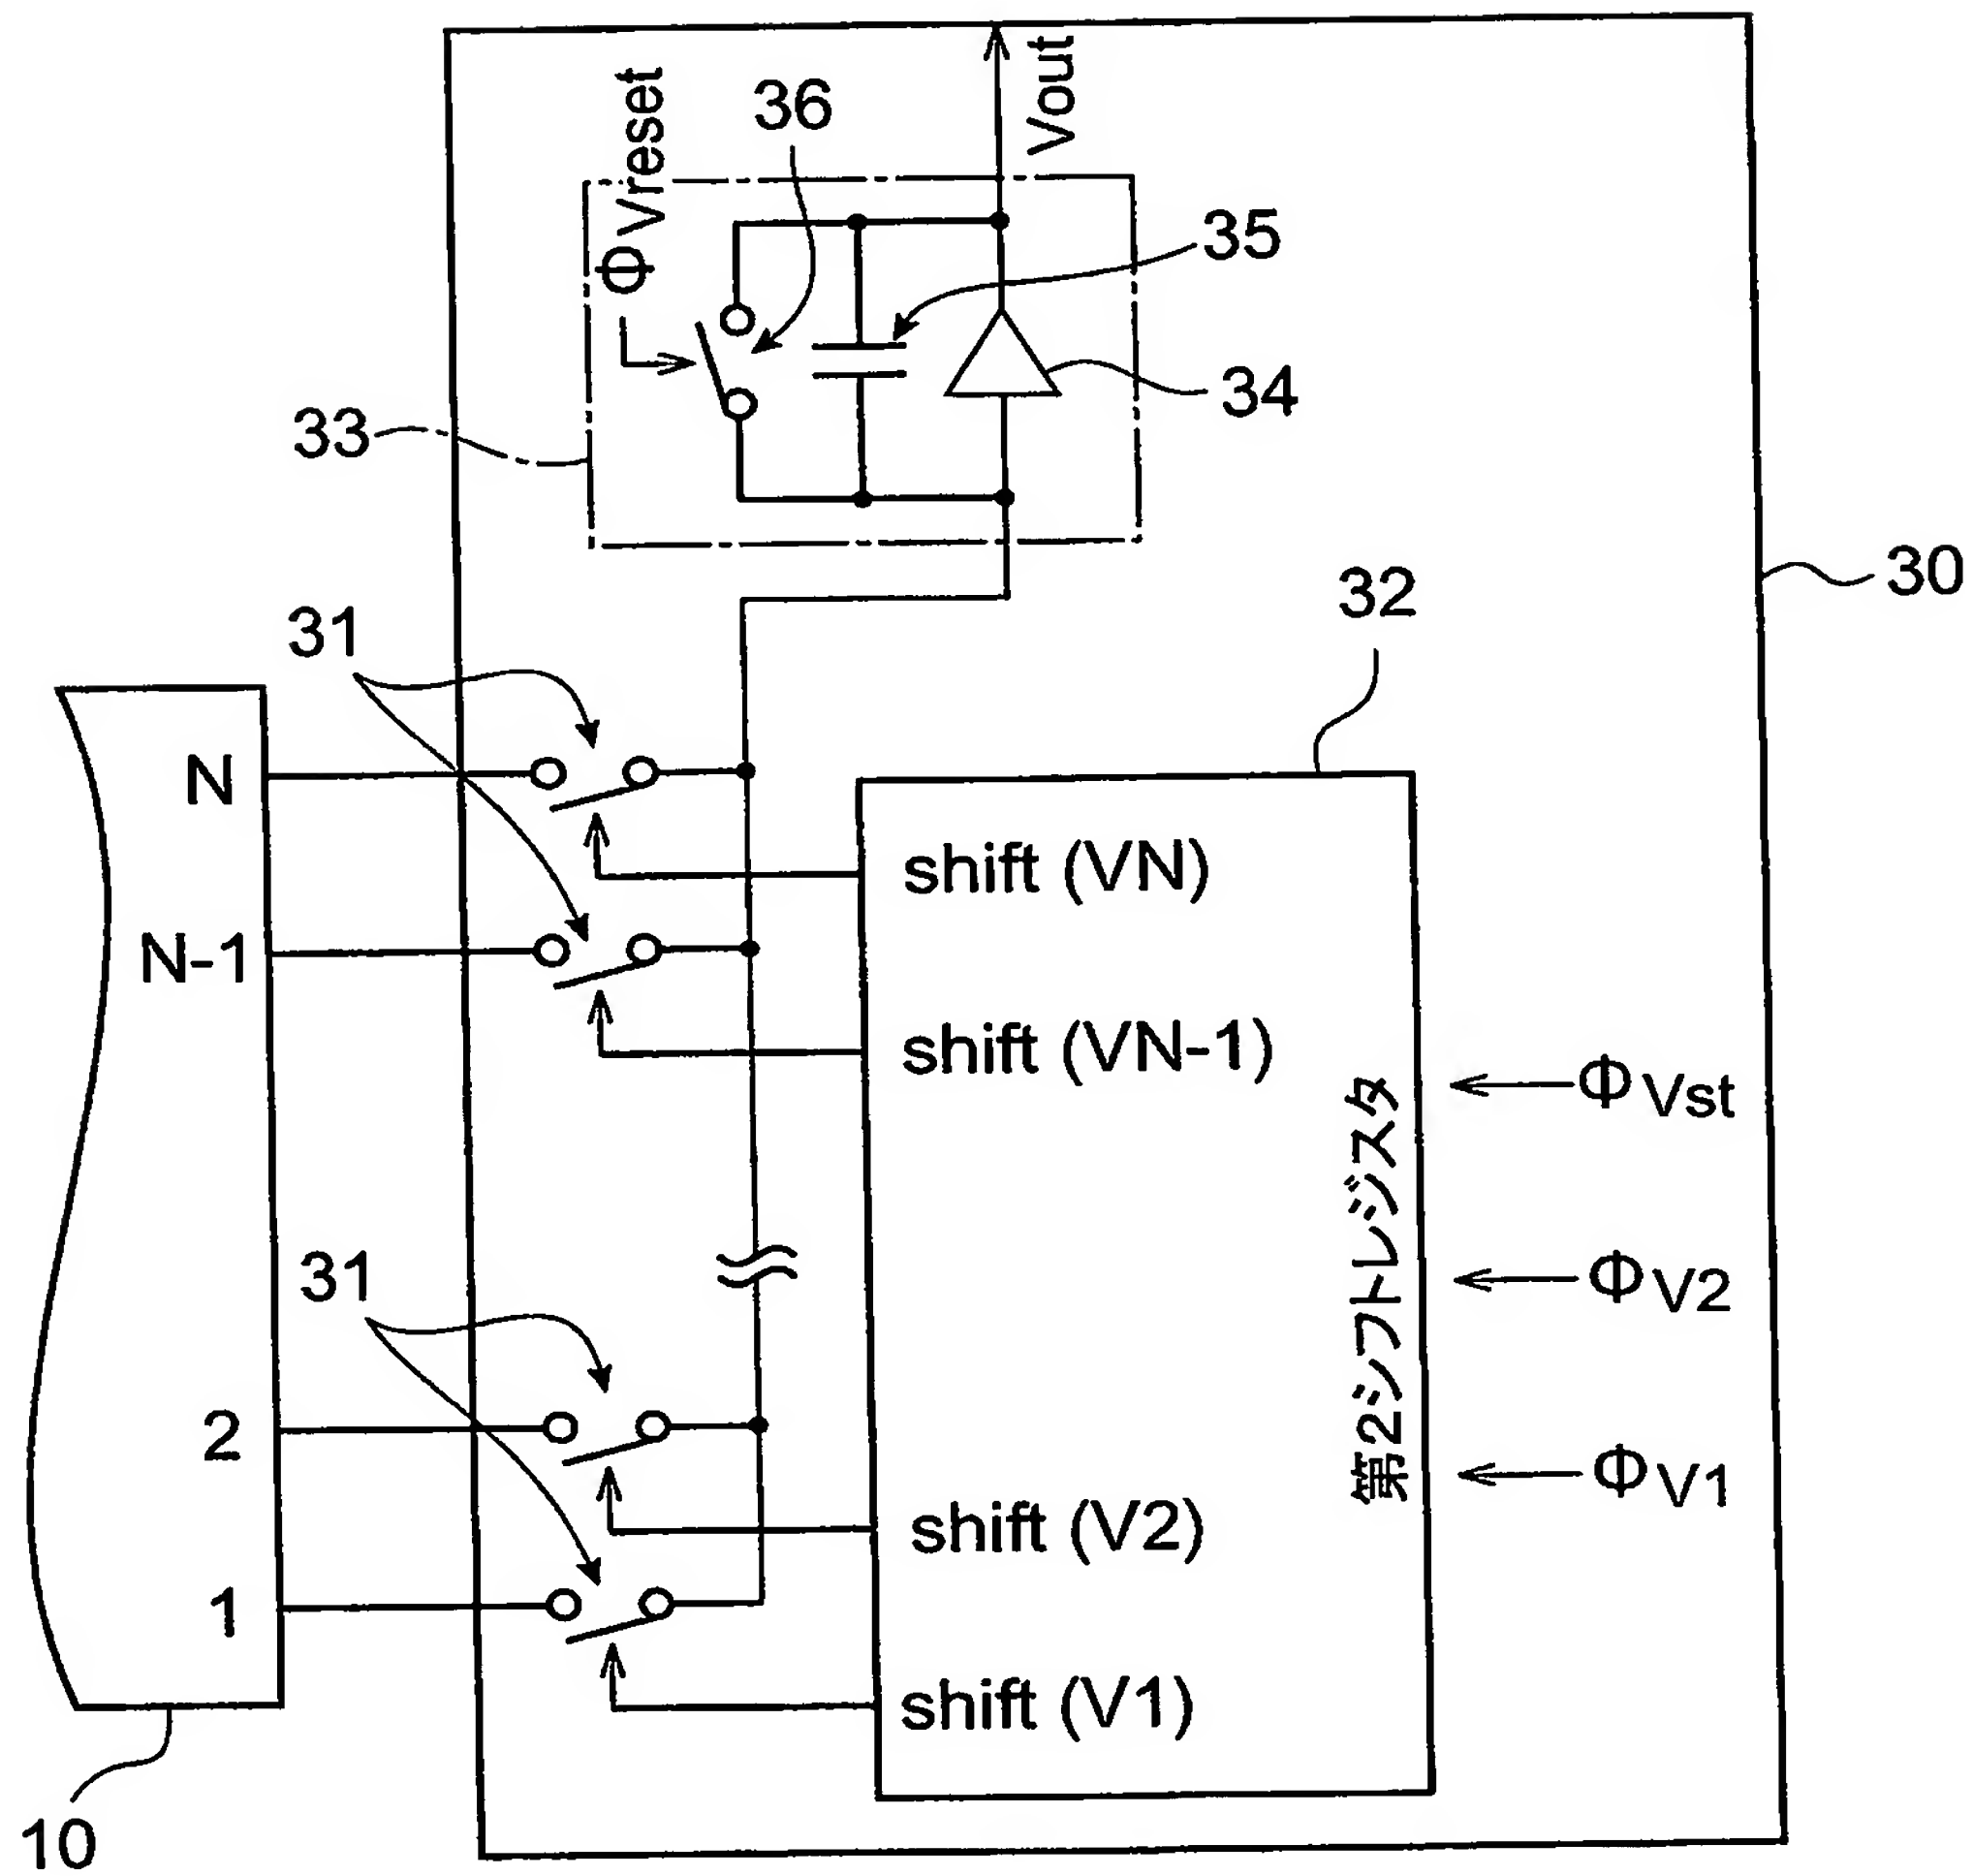 Vout
ΦVreset
36
35
34
33
30
32
31
N
shift (VN)
N-1
shift (VN-1)
ΦVst
第2シフトレジスタ
31
ΦV2
2
ΦV1
shift (V2)
1
shift (V1)
10